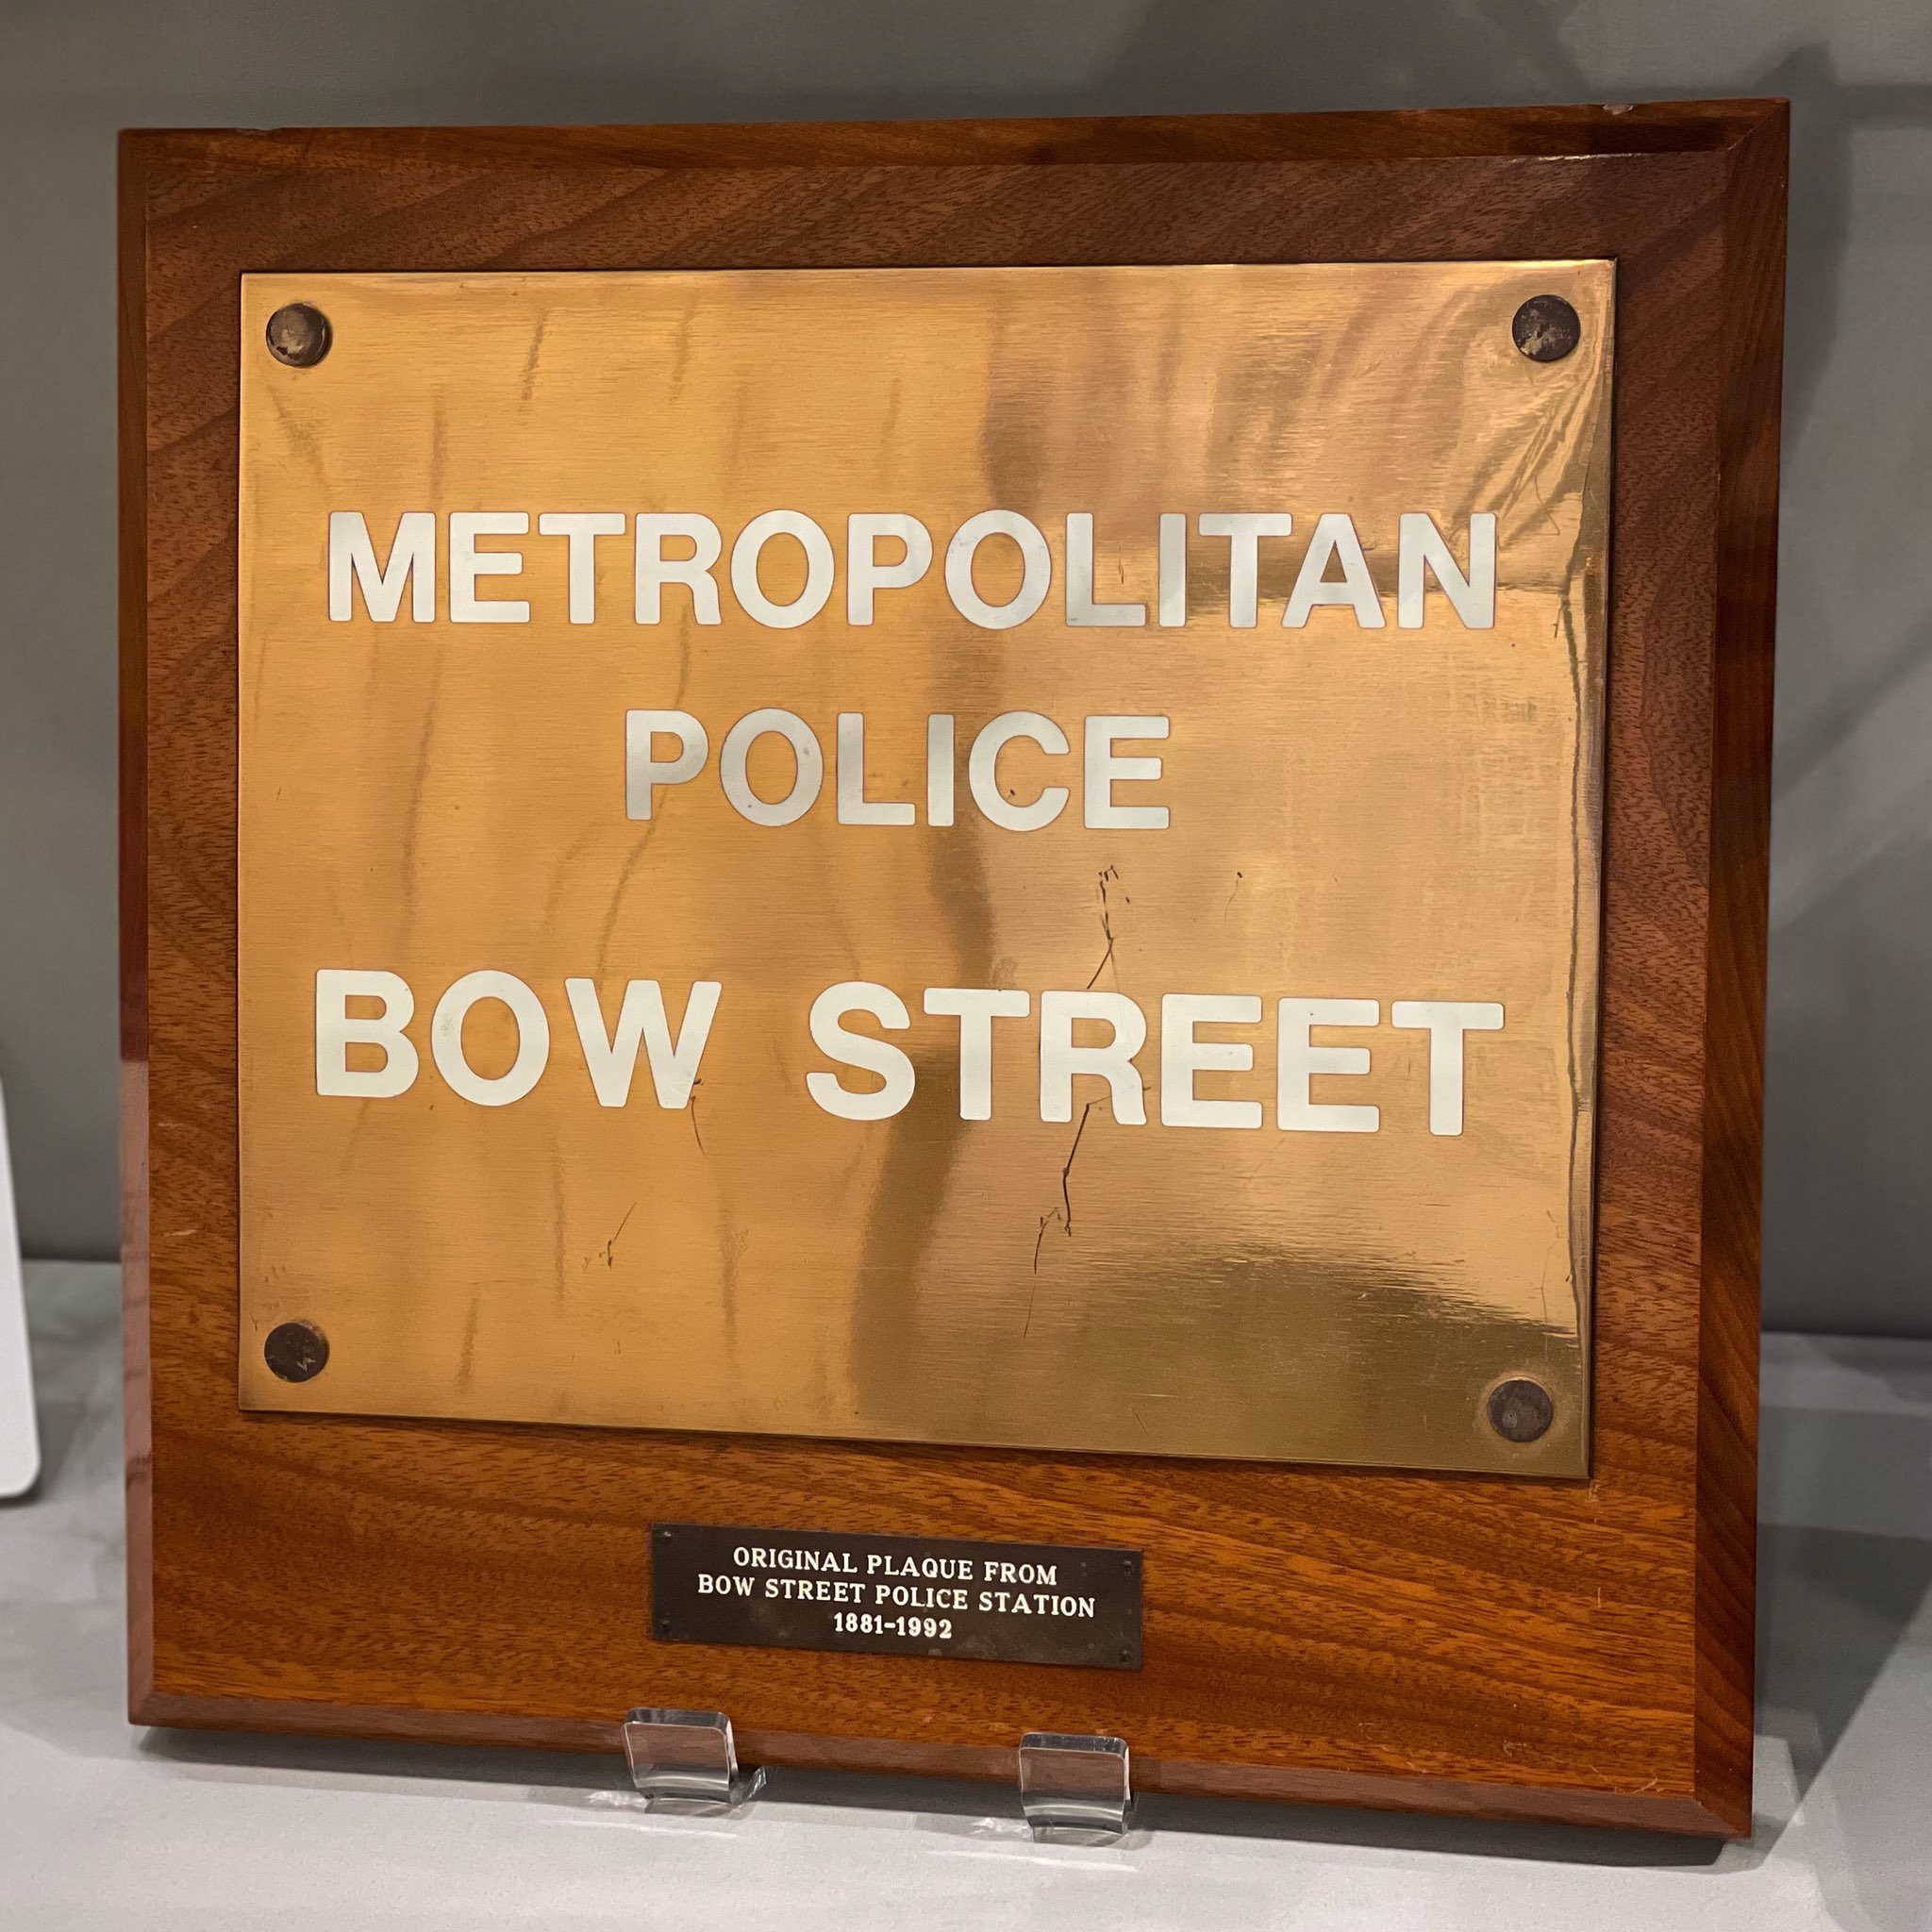 METROPOLITAN
POLICE
BOW STREET
ORIGINAL PLAQUE FROM
BOW STREET POLICE STATION
1881-1992